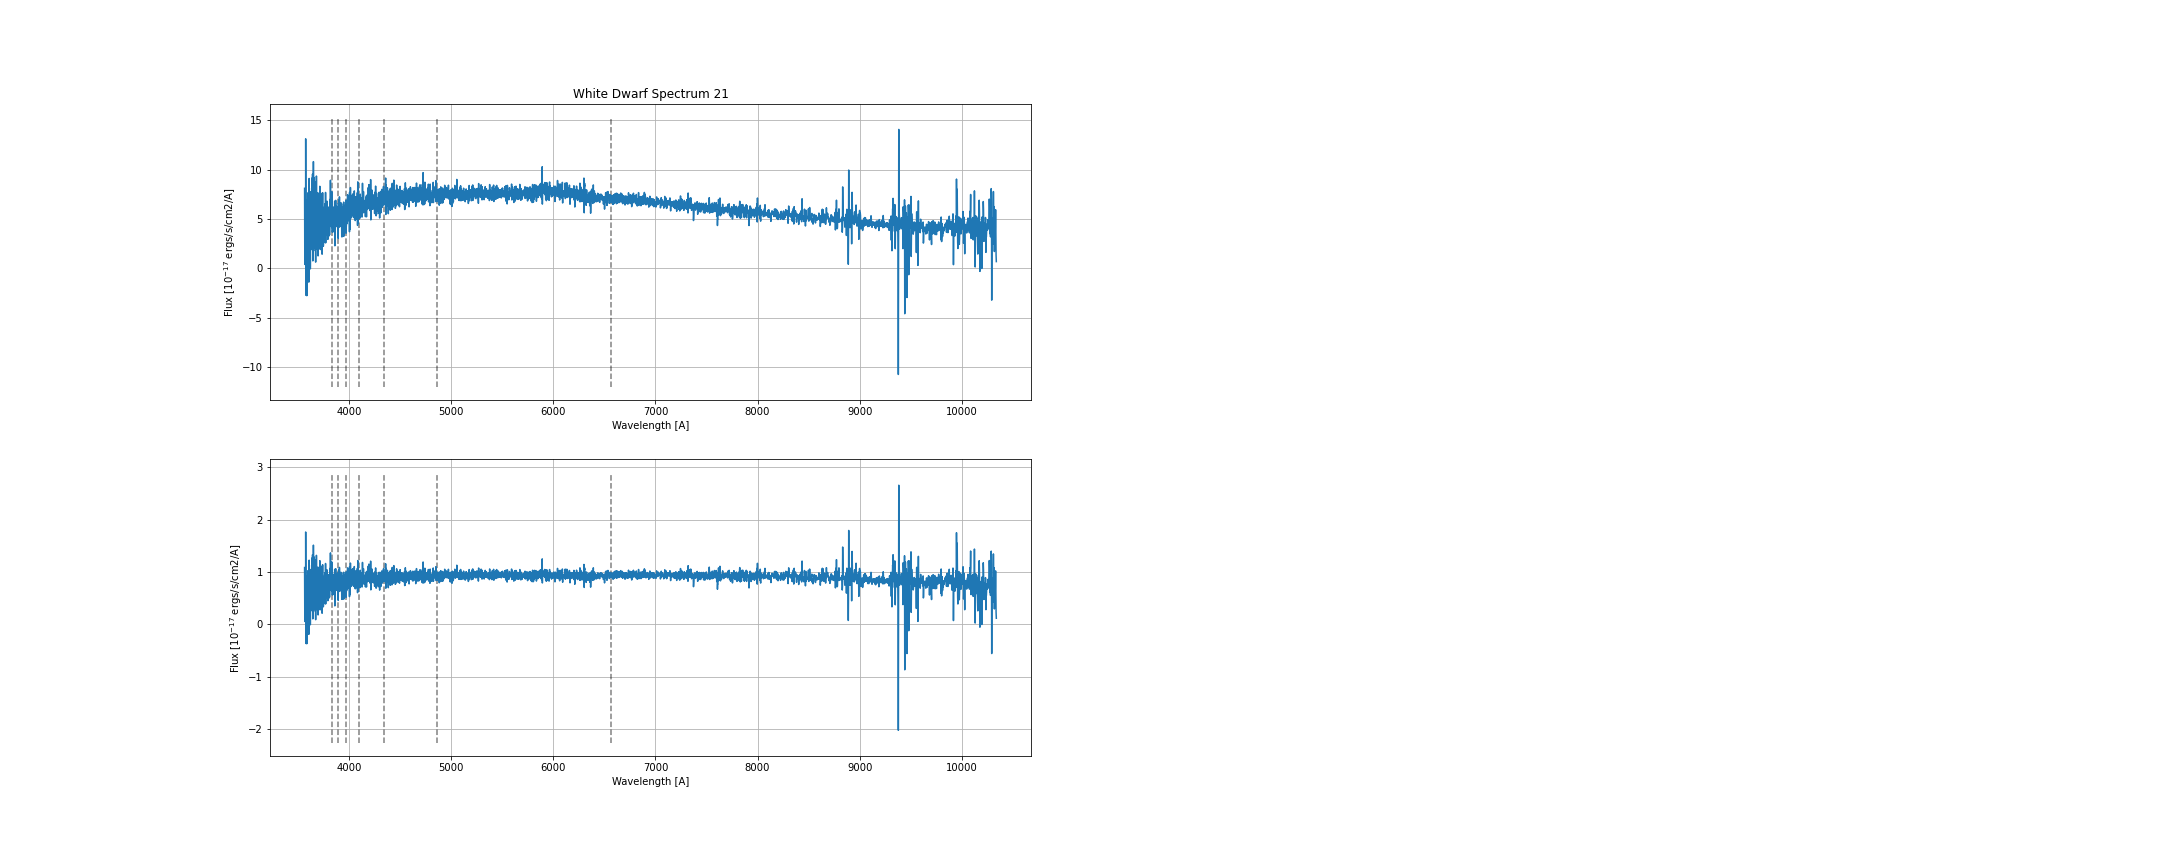 White Dwarf Spectrum 21
15
10
5
0
−5
−10
Flux [10⁻¹⁷ ergs/s/cm2/A]
4000 5000 6000 7000 8000 9000 10000
Wavelength [A]
3
2
1
0
−1
−2
Flux [10⁻¹⁷ ergs/s/cm2/A]
4000 5000 6000 7000 8000 9000 10000
Wavelength [A]